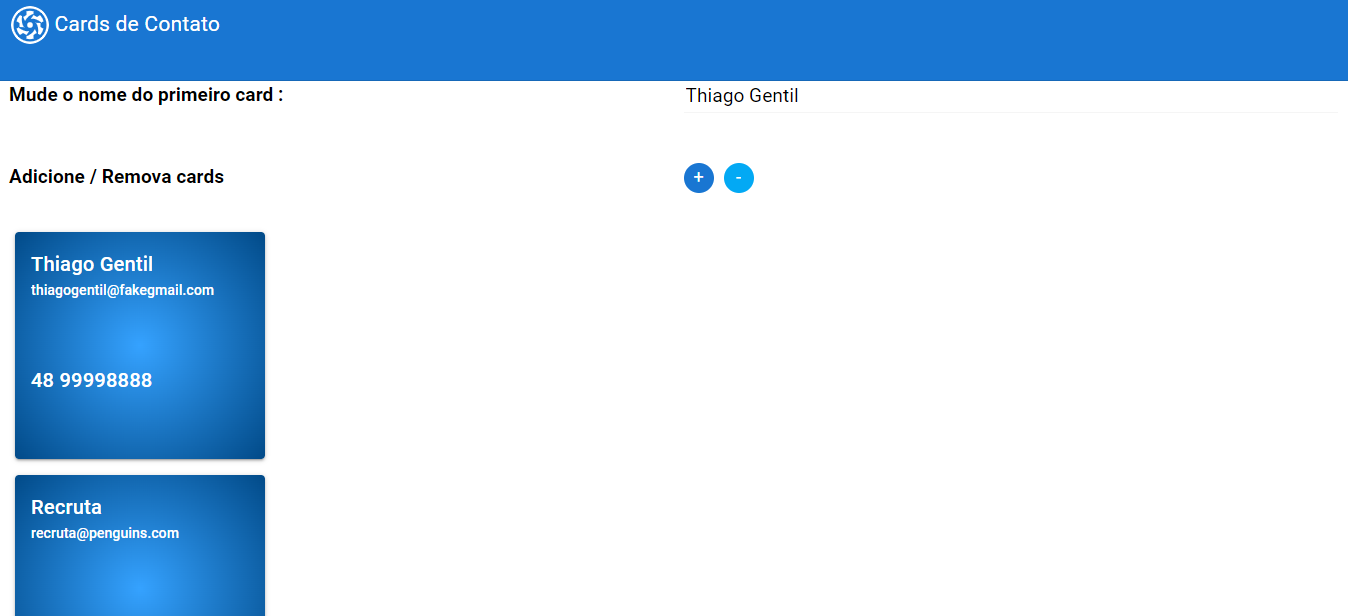 Cards de Contato
Mude o nome do primeiro card :
Thiago Gentil
Adicione / Remova cards
+ -
Thiago Gentil
thiagogentil@fakegmail.com
48 99998888
Recruta
recruta@penguins.com